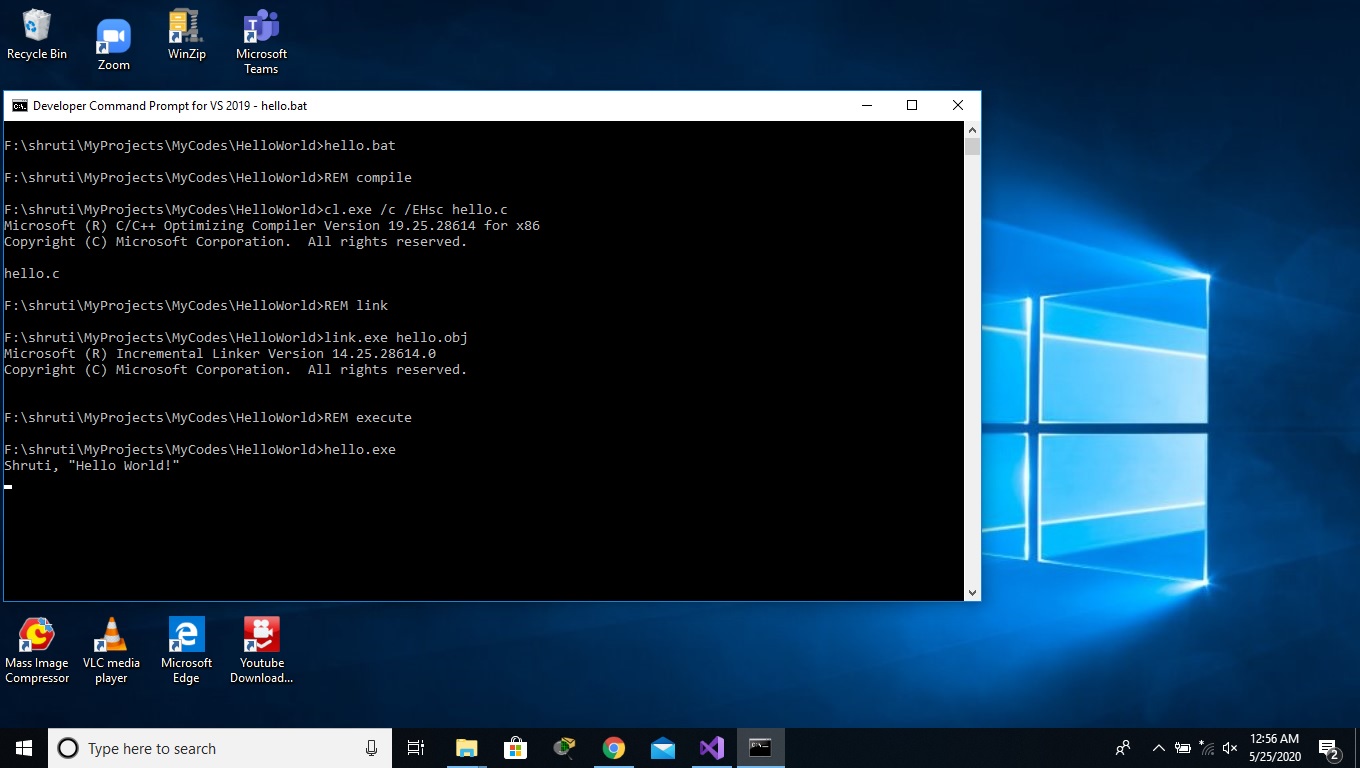 Recycle Bin
Zoom
WinZip
Microsoft
Teams
Developer Command Prompt for VS 2019 - hello.bat
F:\shruti\MyProjects\MyCodes\HelloWorld>hello.bat
F:\shruti\MyProjects\MyCodes\HelloWorld>REM compile
F:\shruti\MyProjects\MyCodes\HelloWorld>cl.exe /c /EHsc hello.c
Microsoft (R) C/C++ Optimizing Compiler Version 19.25.28614 for x86
Copyright (C) Microsoft Corporation.  All rights reserved.
hello.c
F:\shruti\MyProjects\MyCodes\HelloWorld>REM link
F:\shruti\MyProjects\MyCodes\HelloWorld>link.exe hello.obj
Microsoft (R) Incremental Linker Version 14.25.28614.0
Copyright (C) Microsoft Corporation.  All rights reserved.
F:\shruti\MyProjects\MyCodes\HelloWorld>REM execute
F:\shruti\MyProjects\MyCodes\HelloWorld>hello.exe
Shruti, "Hello World!"
Mass Image
Compressor
VLC media
player
Microsoft
Edge
Youtube
Download...
Type here to search
12:56 AM
5/25/2020
2